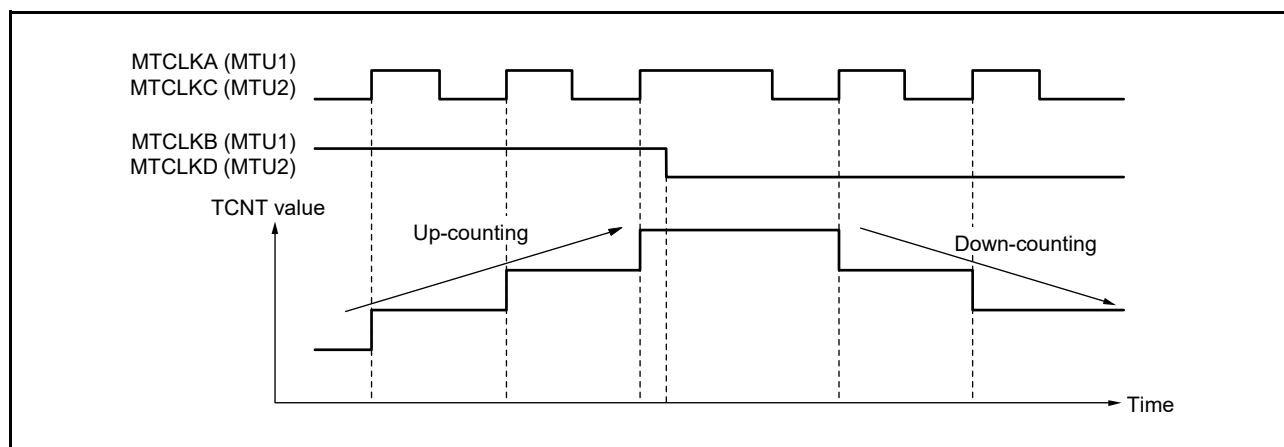 MTCLKA (MTU1)
MTCLKC (MTU2)
MTCLKB (MTU1)
MTCLKD (MTU2)
TCNT value
Up-counting
Down-counting
Time